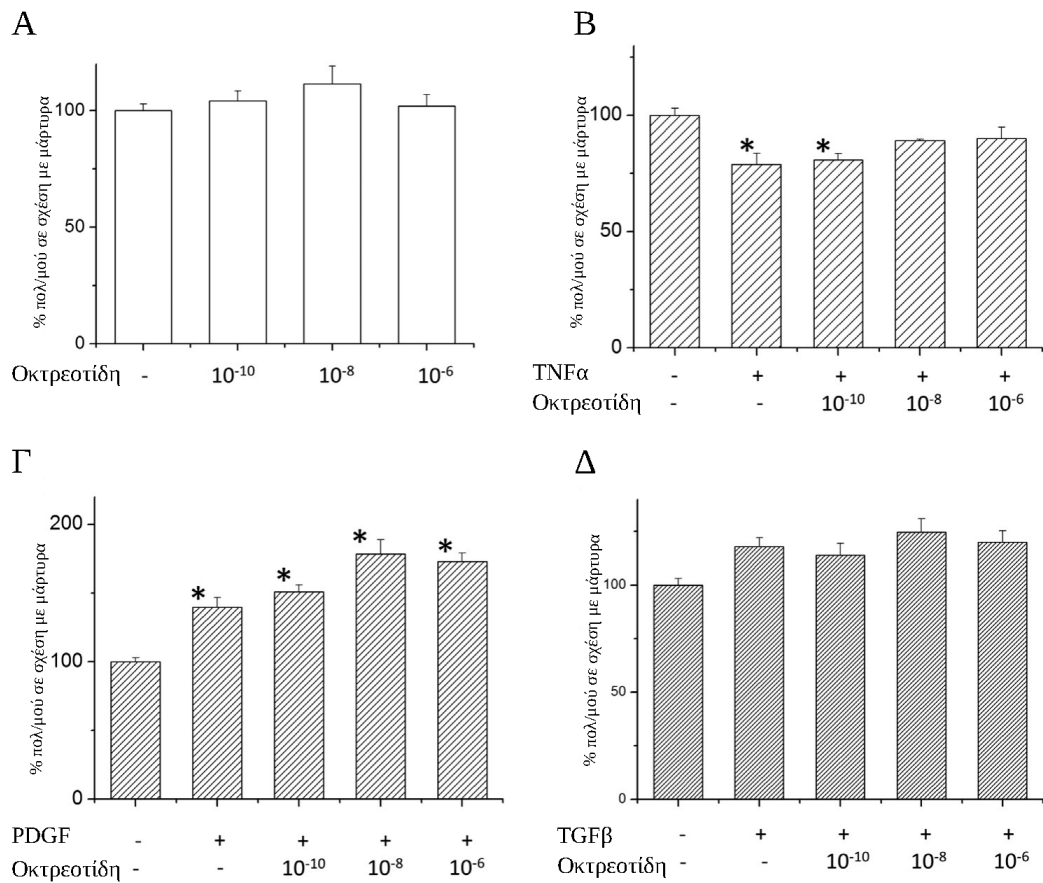 Α
% πολ/μού σε σχέση με μάρτυρα
100
50
0
Οκτρεοτίδη - 10⁻¹⁰ 10⁻⁸ 10⁻⁶
Β
% πολ/μού σε σχέση με μάρτυρα
100
50
0
* *
TNFα - + + + +
Οκτρεοτίδη - - 10⁻¹⁰ 10⁻⁸ 10⁻⁶
Γ
% πολ/μού σε σχέση με μάρτυρα
200
100
0
* * * *
PDGF - + + + +
Οκτρεοτίδη - - 10⁻¹⁰ 10⁻⁸ 10⁻⁶
Δ
% πολ/μού σε σχέση με μάρτυρα
100
50
0
TGFβ - + + + +
Οκτρεοτίδη - - 10⁻¹⁰ 10⁻⁸ 10⁻⁶